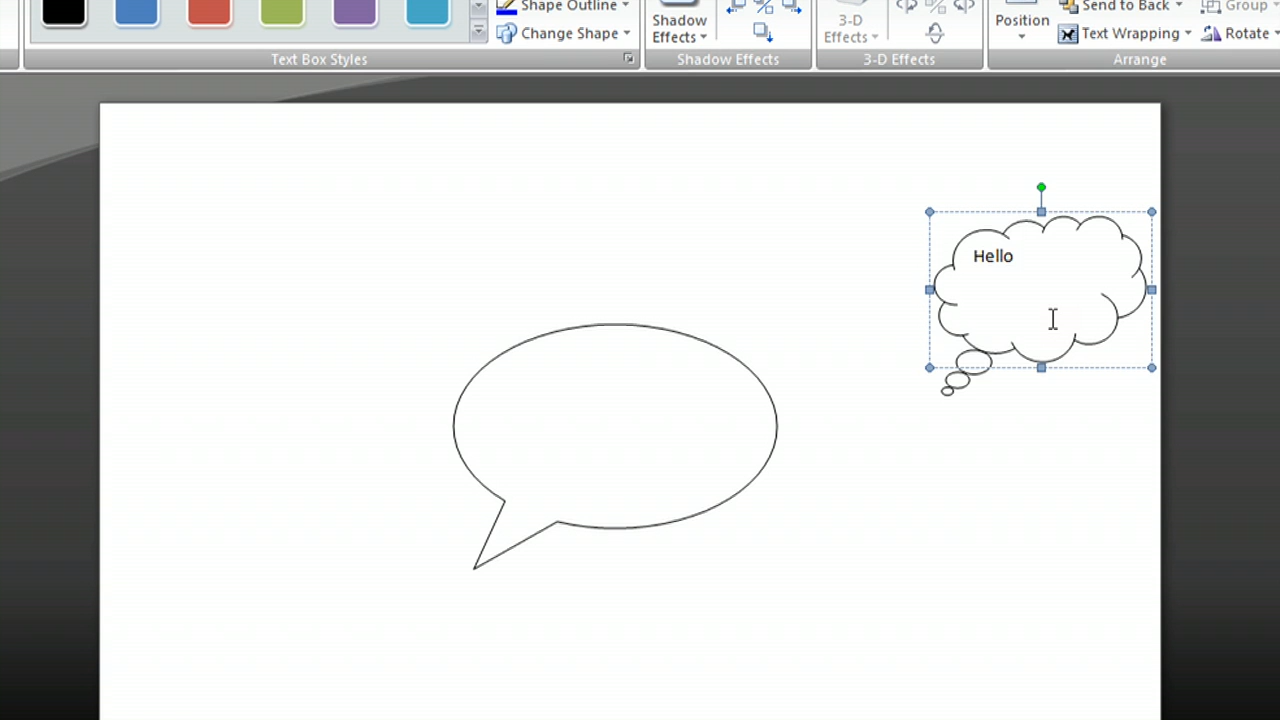 Shape Outline
Change Shape
Text Box Styles
Shadow
Effects
Shadow Effects
3-D
Effects
3-D Effects
Position
Send to Back
Text Wrapping
Group
Rotate
Arrange
Hello